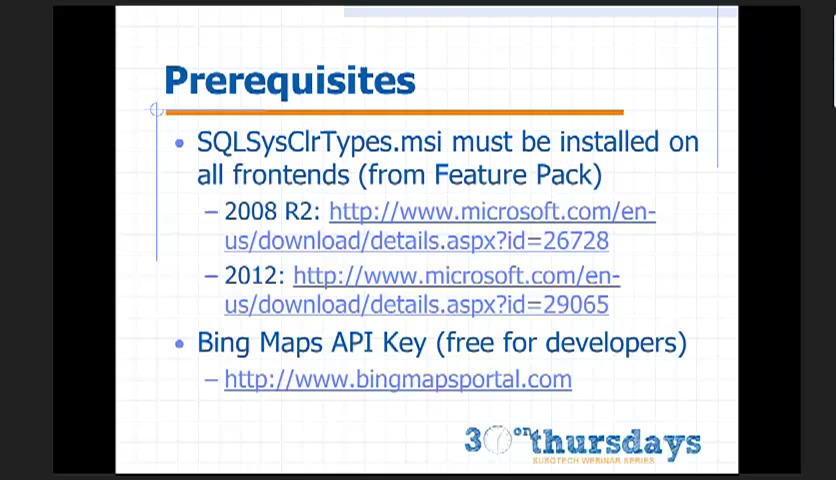 Prerequisites
• SQLSysClrTypes.msi must be installed on
all frontends (from Feature Pack)
– 2008 R2: http://www.microsoft.com/en-
us/download/details.aspx?id=26728
– 2012: http://www.microsoft.com/en-
us/download/details.aspx?id=29065
• Bing Maps API Key (free for developers)
– http://www.bingmapsportal.com
30 on thursdays
SUSQTECH WEBINAR SERIES